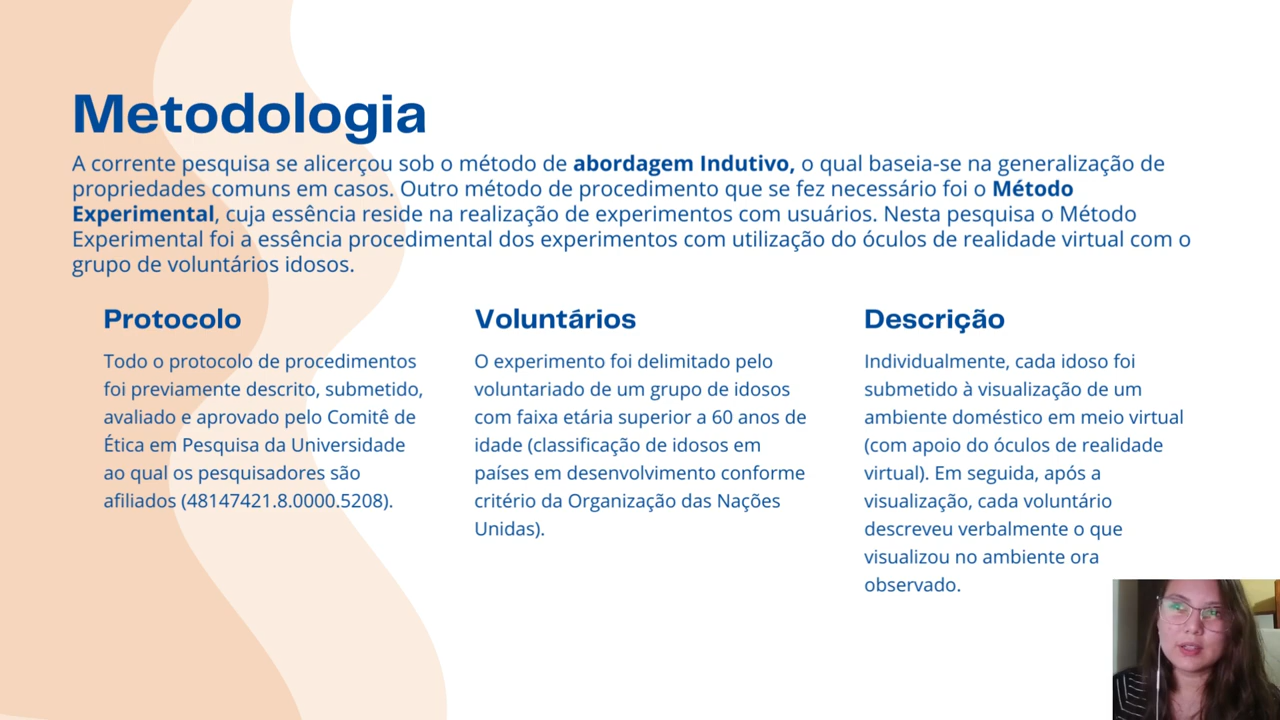 Metodologia
A corrente pesquisa se alicerçou sob o método de abordagem Indutivo, o qual baseia-se na generalização de
propriedades comuns em casos. Outro método de procedimento que se fez necessário foi o Método
Experimental, cuja essência reside na realização de experimentos com usuários. Nesta pesquisa o Método
Experimental foi a essência procedimental dos experimentos com utilização do óculos de realidade virtual com o
grupo de voluntários idosos.
Protocolo
Todo o protocolo de procedimentos
foi previamente descrito, submetido,
avaliado e aprovado pelo Comitê de
Ética em Pesquisa da Universidade
ao qual os pesquisadores são
afiliados (48147421.8.0000.5208).
Voluntários
O experimento foi delimitado pelo
voluntariado de um grupo de idosos
com faixa etária superior a 60 anos de
idade (classificação de idosos em
países em desenvolvimento conforme
critério da Organização das Nações
Unidas).
Descrição
Individualmente, cada idoso foi
submetido à visualização de um
ambiente doméstico em meio virtual
(com apoio do óculos de realidade
virtual). Em seguida, após a
visualização, cada voluntário
descreveu verbalmente o que
visualizou no ambiente ora
observado.